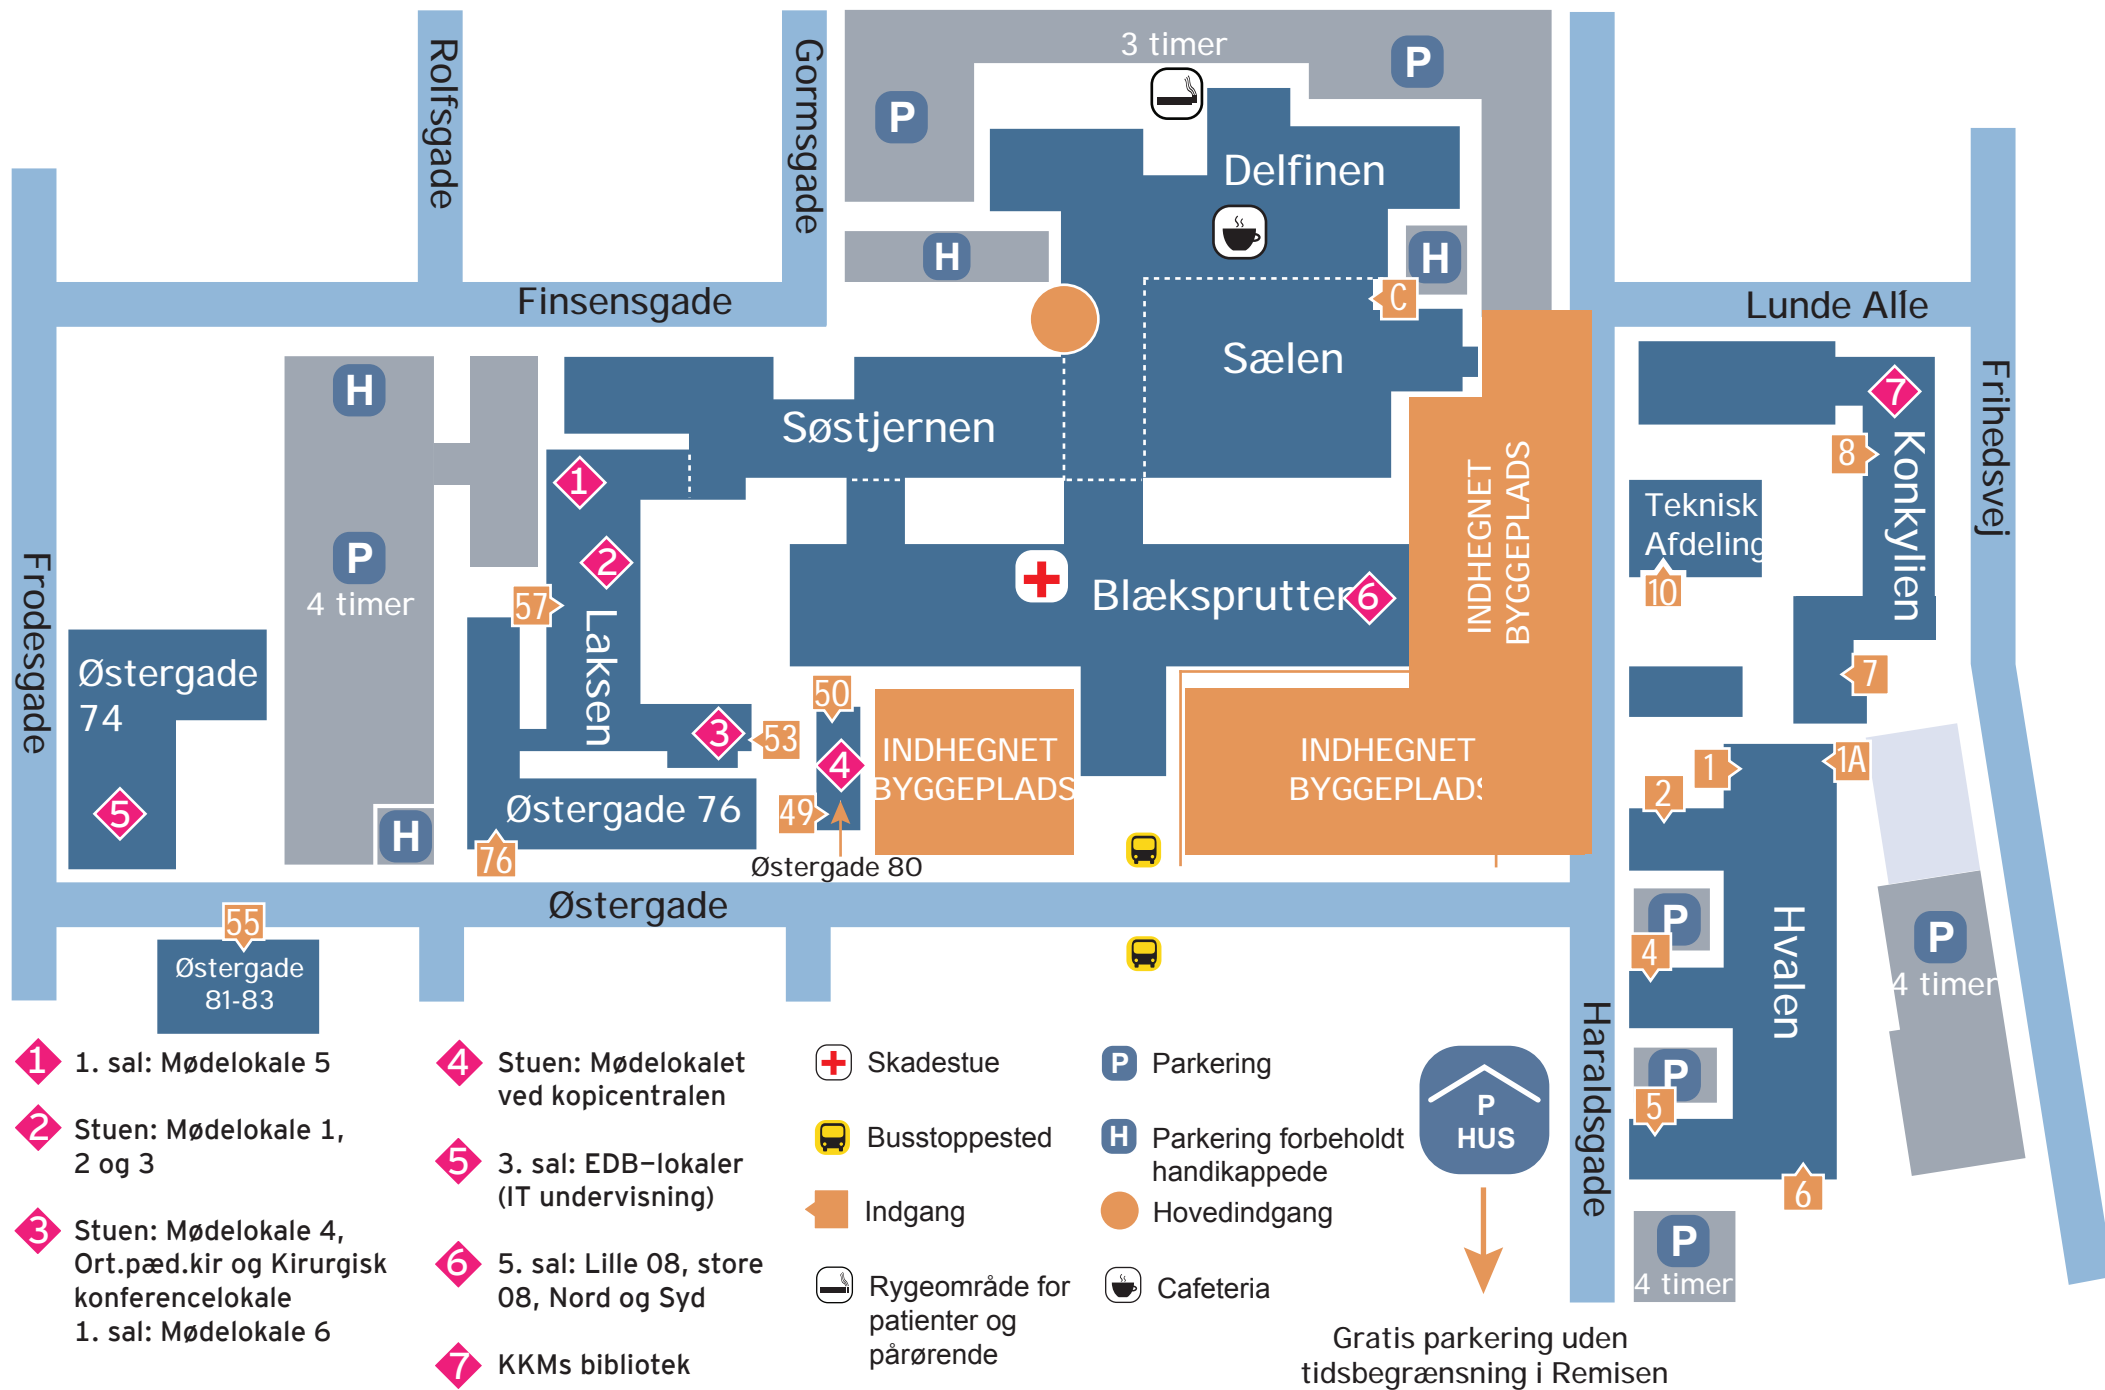 Rolfsgade
Gormsgade
3 timer
P
P
Delfinen
H
H
C
Finsensgade
Lunde Alle
Sælen
H
7
Frihedsvej
Søstjernen
8
Konkylien
1
INDHEGNET
BYGGEPLADS
Teknisk
Afdeling
10
P
4 timer
2
57
Laksen
Blæksprutten
6
Frodesgade
Østergade
74
7
50
3
53
4
INDHEGNET
BYGGEPLADS
INDHEGNET
BYGGEPLADS
1
1A
2
5
H
Østergade 76
49
76
Østergade 80
Østergade
55
Østergade
81-83
P
4
Hvalen
P
4 timer
P
5
6
Haraldsgade
P
4 timer
1
1. sal: Mødelokale 5
2
Stuen: Mødelokale 1,
2 og 3
3
Stuen: Mødelokale 4,
Ort.pæd.kir og Kirurgisk
konferencelokale
1. sal: Mødelokale 6
4
Stuen: Mødelokalet
ved kopicentralen
5
3. sal: EDB-lokaler
(IT undervisning)
6
5. sal: Lille 08, store
08, Nord og Syd
7
KKMs bibliotek
Skadestue
Busstoppested
Indgang
Rygeområde for
patienter og
pårørende
P
Parkering
H
Parkering forbeholdt
handikappede
Hovedindgang
Cafeteria
P
HUS
Gratis parkering uden
tidsbegrænsning i Remisen